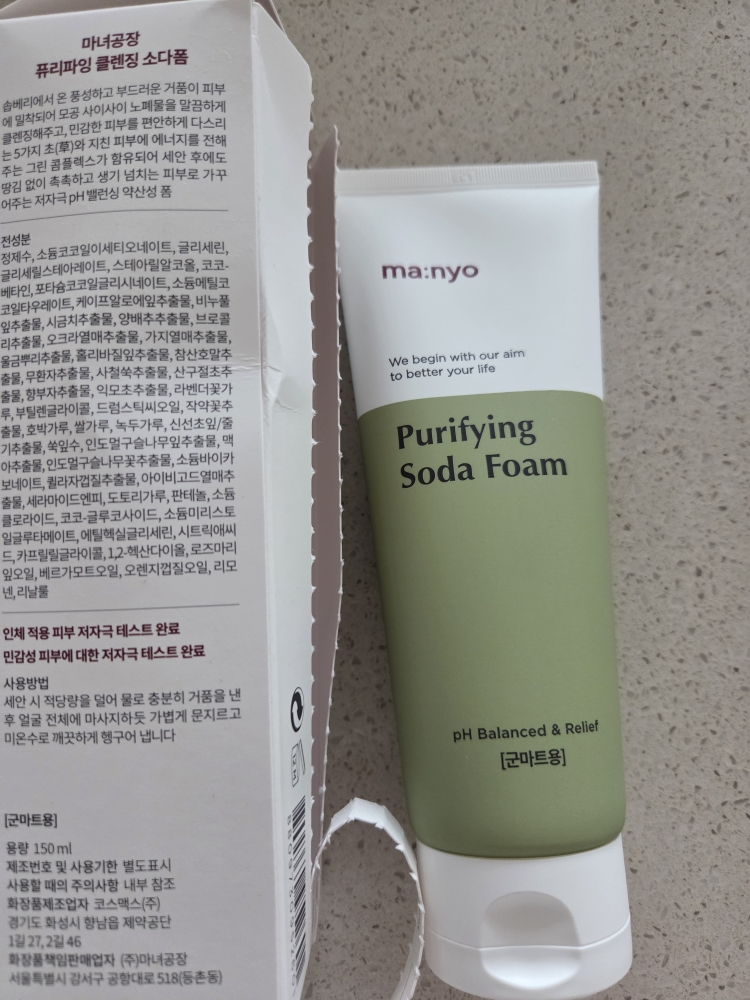 마녀공장
퓨리파잉 클렌징 소다폼
솝베리에서 온 풍성하고 부드러운 거품이 피부
에 밀착되어 모공 사이사이 노폐물을 말끔하게
클렌징해주고, 민감한 피부를 편안하게 다스리
는 5가지 초(草)와 지친 피부에 에너지를 전해
주는 그린 콤플렉스가 함유되어 세안 후에도
땅김 없이 촉촉하고 생기 넘치는 피부로 가꾸
어주는 저자극 pH 밸런싱 약산성 폼
전성분
정제수, 소듐코코일이세티오네이트, 글리세린,
글리세릴스테아레이트, 스테아릴알코올, 코코-
베타인, 포타슘코코일글리시네이트, 소듐메틸코
코일타우레이트, 케이프알로에잎추출물, 비누풀
잎추출물, 시금치추출물, 양배추추출물, 브로콜
리추출물, 오크라열매추출물, 가지열매추출물,
울금뿌리추출물, 홀리바질잎추출물, 참산호말추
출물, 무환자추출물, 사철쑥추출물, 산구절초추
출물, 향부자추출물, 익모초추출물, 라벤더꽃가
루, 부틸렌글라이콜, 드럼스틱씨오일, 작약꽃추
출물, 호박가루, 쌀가루, 녹두가루, 신선초잎/줄
기추출물, 쑥잎수, 인도멀구슬나무잎추출물, 맥
아추출물, 인도멀구슬나무꽃추출물, 소듐바이카
보네이트, 퀼라자껍질추출물, 아이비고드열매추
출물, 세라마이드엔피, 도토리가루, 판테놀, 소듐
클로라이드, 코코-글루코사이드, 소듐미리스토
일글루타메이트, 에틸헥실글리세린, 시트릭애씨
드, 카프릴릴글라이콜, 1,2-헥산다이올, 로즈마리
잎오일, 베르가모트오일, 오렌지껍질오일, 리모
넨, 리날룰
인체 적용 피부 저자극 테스트 완료
민감성 피부에 대한 저자극 테스트 완료
사용방법
세안 시 적당량을 덜어 물로 충분히 거품을 낸
후 얼굴 전체에 마사지하듯 가볍게 문지르고
미온수로 깨끗하게 헹구어 냅니다
[군마트용]
용량 150 ml
제조번호 및 사용기한 별도표시
사용할 때의 주의사항 내부 참조
화장품제조업자 코스맥스(주)
경기도 화성시 향남읍 제약공단
1길 27, 2길 46
화장품책임판매업자 (주)마녀공장
서울특별시 강서구 공항대로 518(등촌동)
12 M
ma:nyo
We begin with our aim
to better your life
Purifying
Soda Foam
pH Balanced & Relief
[군마트용]